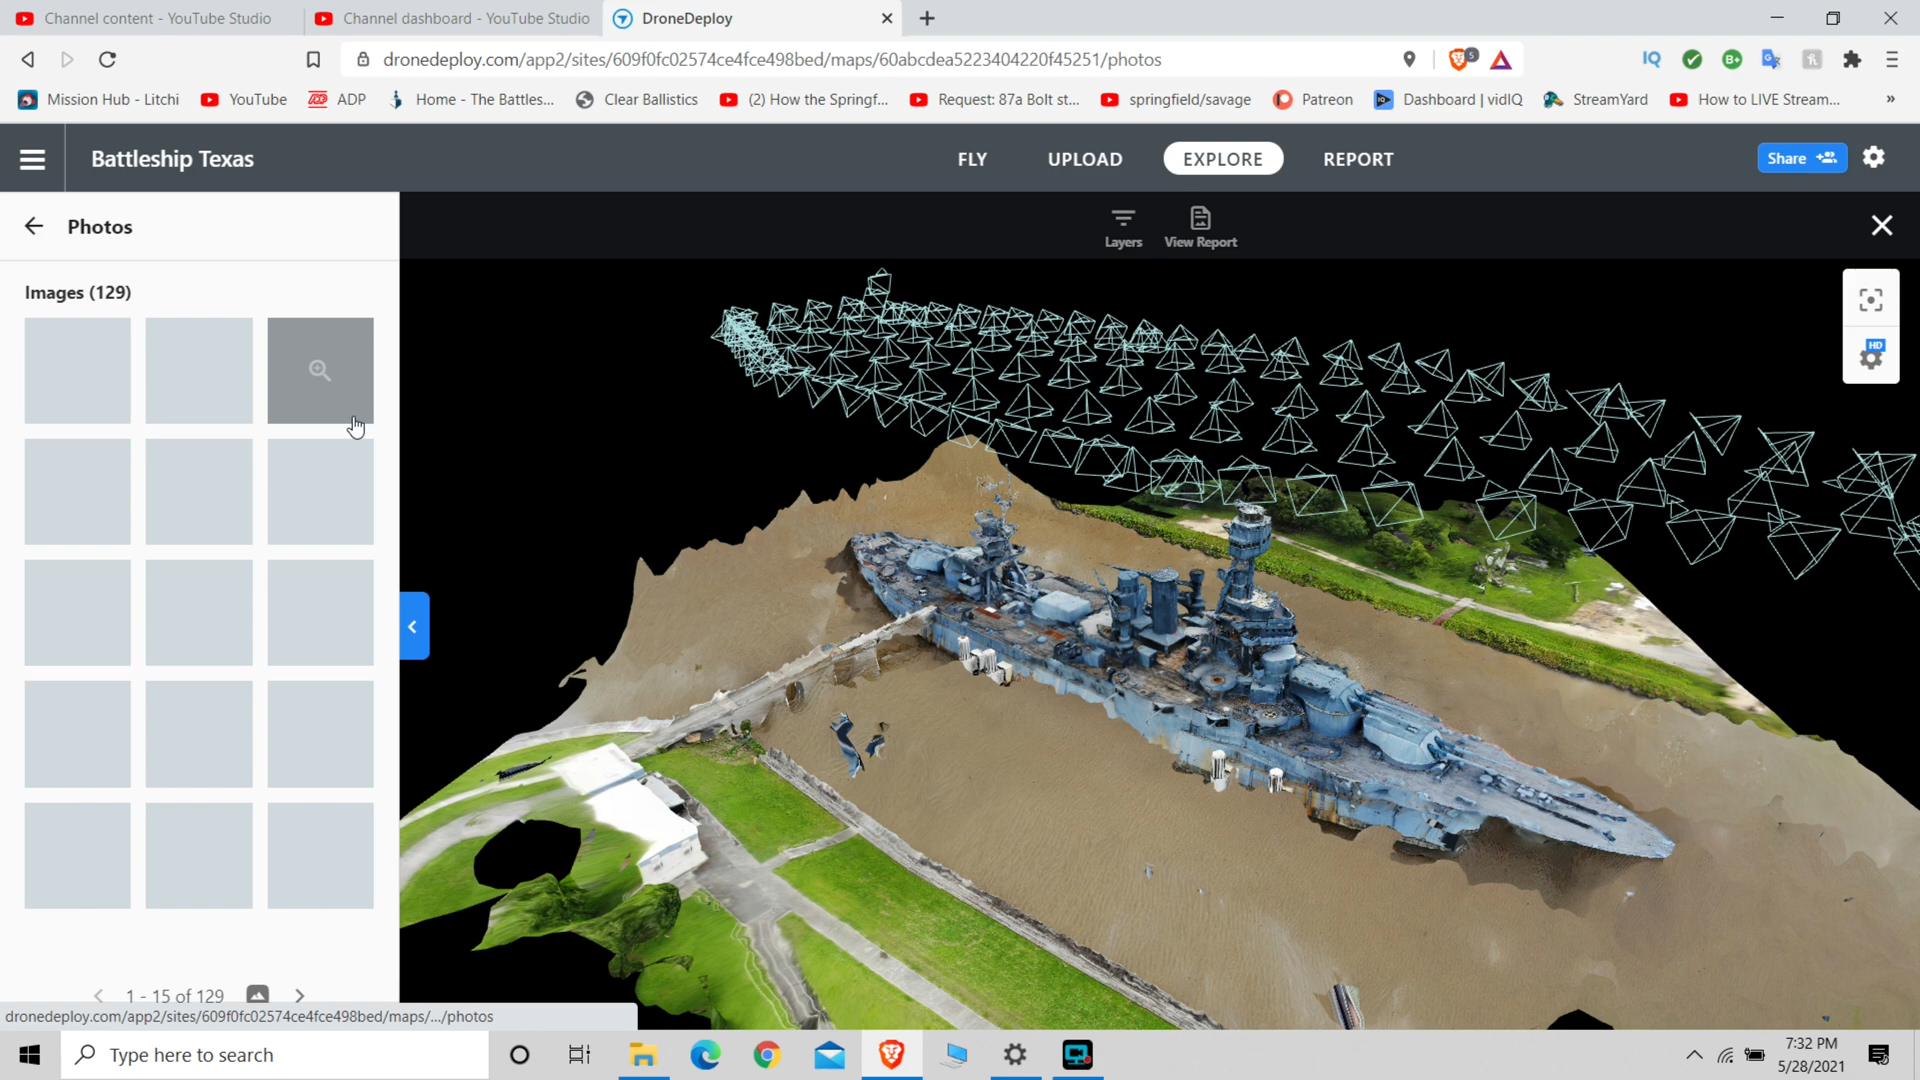 Channel content - YouTube Studio
Channel dashboard - YouTube Studio
DroneDeploy
dronedeploy.com/app2/sites/609f0fc02574ce4fce498bed/maps/60abcdea5223404220f45251/photos
5
IQ
B+
Mission Hub - Litchi
YouTube
ADP
Home - The Battles...
Clear Ballistics
(2) How the Springf...
Request: 87a Bolt st...
springfield/savage
Patreon
Dashboard | vidIQ
StreamYard
How to LIVE Stream...
»
Battleship Texas
FLY
UPLOAD
EXPLORE
REPORT
Share
Photos
Layers
View Report
Images (129)
HD
1 - 15 of 129
dronedeploy.com/app2/sites/609f0fc02574ce4fce498bed/maps/.../photos
Type here to search
7:32 PM
5/28/2021